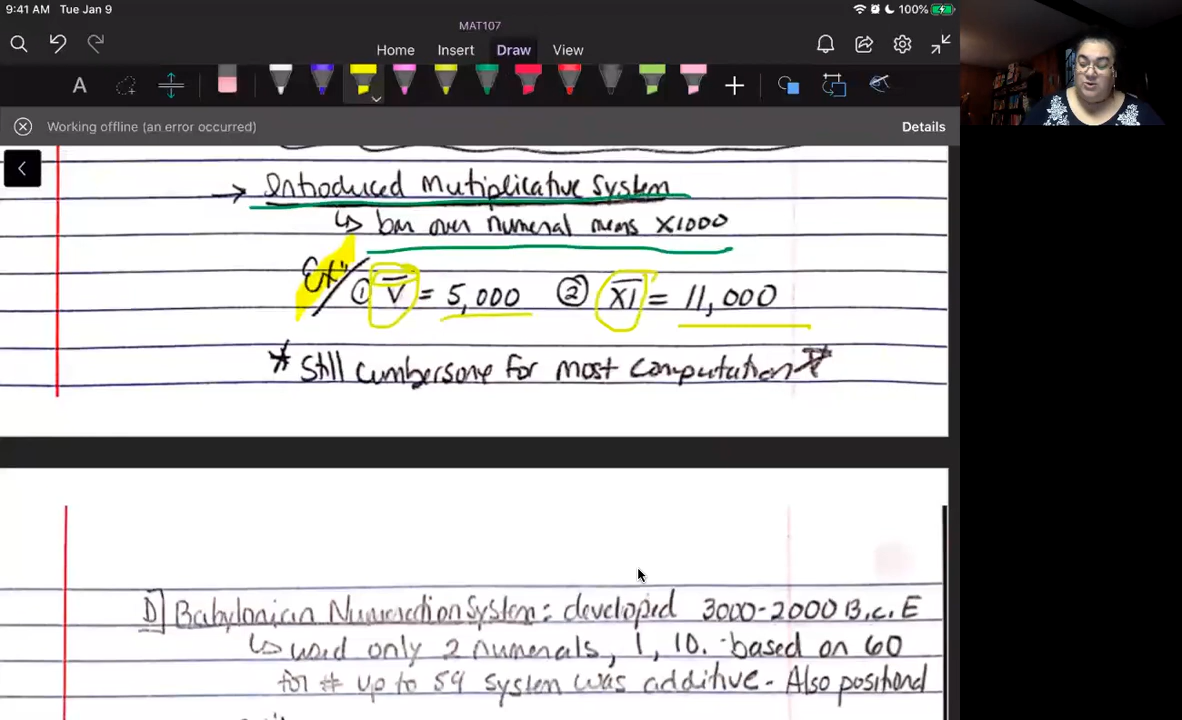 9:41 AM Tue Jan 9
100%
MAT107
Home Insert Draw View
A
Working offline (an error occurred)
Details
→ Introduced Mutiplicative System
↳ bar over numeral means X1000
Ex:/ ① V̅ = 5,000 ② X̅I̅ = 11,000
* Still cumbersome for most computation *
D] Babylonian Numeration System: developed 3000-2000 B.C.E
↳ used only 2 numerals, 1, 10. based on 60
for # up to 59 system was additive. Also positional